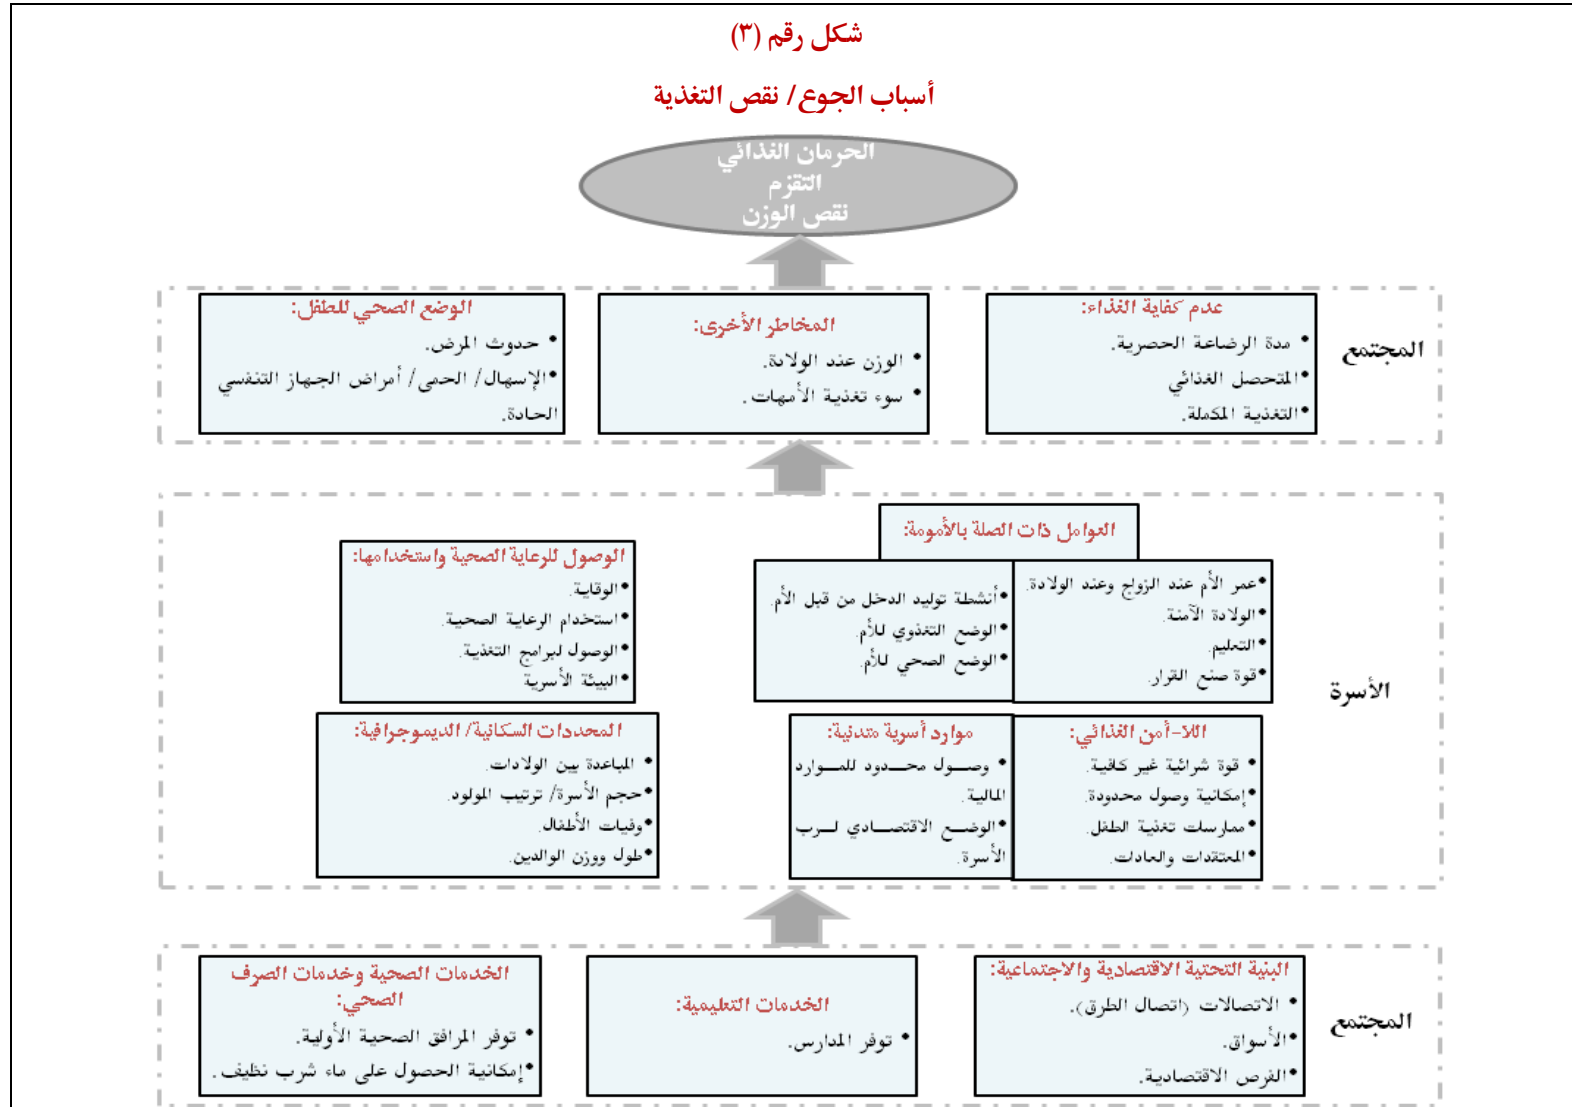 شكل رقم (٣)
أسباب الجوع/ نقص التغذية
الحرمان الغذائي
التقزم
نقص الوزن
المجتمع
عدم كفاية الغذاء:
• مدة الرضاعة الحصرية.
•المتحصل الغذائي
•التغذية المكملة.
المخاطر الأخرى:
• الوزن عند الولادة.
• سوء تغذية الأمهات.
الوضع الصحي للطفل:
• حدوث المرض.
•الإسهال/ الحمى/ أمراض الجهاز التنفسي
الحادة.
الأسرة
العوامل ذات الصلة بالأمومة:
•عمر الأم عند الزواج وعند الولادة.
•الولادة الآمنة.
•التعليم.
•قوة صنع القرار.
•أنشطة توليد الدخل من قبل الأم.
•الوضع التغذوي للأم.
•الوضع الصحي للأم.
الوصول للرعاية الصحية واستخدامها:
•الوقاية.
•استخدام الرعاية الصحية.
•الوصول لبرامج التغذية.
•البيئة الأسرية
اللا-أمن الغذائي:
• قوة شرائية غير كافية.
•إمكانية وصول محدودة.
•ممارسات تغذية الطفل.
•المعتقدات والعادات.
موارد أسرية متدنية:
• وصول محدود للموارد
المالية.
•الوضع الاقتصادي لرب
الأسرة.
المحددات السكانية/ الديموجرافية:
• المباعدة بين الولادات.
•حجم الأسرة/ ترتيب المولود.
•وفيات الأطفال.
•طول ووزن الوالدين.
المجتمع
البنية التحتية الاقتصادية والاجتماعية:
• الاتصالات (اتصال الطرق).
•الأسواق.
•الفرص الاقتصادية.
الخدمات التعليمية:
• توفر المدارس.
الخدمات الصحية وخدمات الصرف
الصحي:
• توفر المرافق الصحية الأولية.
•إمكانية الحصول على ماء شرب نظيف.